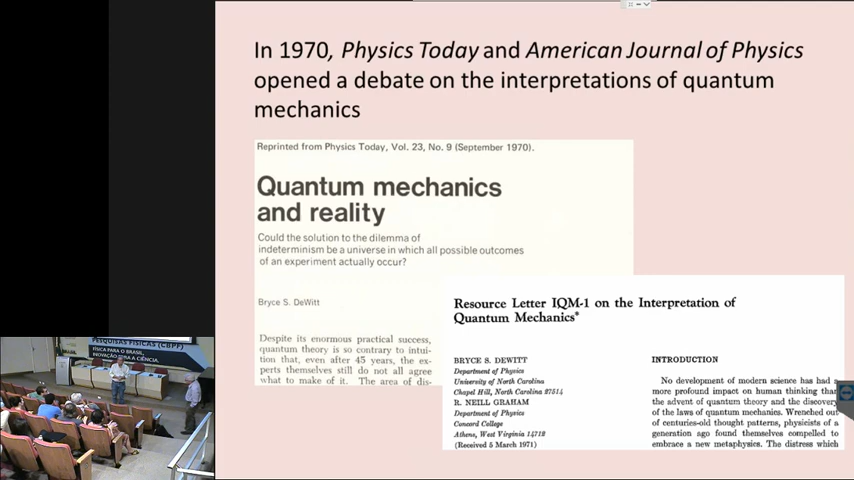 In 1970, Physics Today and American Journal of Physics
opened a debate on the interpretations of quantum
mechanics
Reprinted from Physics Today, Vol. 23, No. 9 (September 1970).
Quantum mechanics
and reality
Could the solution to the dilemma of
indeterminism be a universe in which all possible outcomes
of an experiment actually occur?
Bryce S. DeWitt
Despite its enormous practical success,
quantum theory is so contrary to intui-
tion that, even after 45 years, the ex-
perts themselves still do not all agree
what to make of it. The area of dis-
Resource Letter IQM-1 on the Interpretation of
Quantum Mechanics*
BRYCE S. DEWITT
Department of Physics
University of North Carolina
Chapel Hill, North Carolina 27514
R. NEILL GRAHAM
Department of Physics
Concord College
Athens, West Virginia 24712
(Received 5 March 1971)
INTRODUCTION
No development of modern science has had a
more profound impact on human thinking than
the advent of quantum theory and the discovery
of the laws of quantum mechanics. Wrenched out
of centuries-old thought patterns, physicists of a
generation ago found themselves compelled to
embrace a new metaphysics. The distress which
PESQUISAS FÍSICAS (CBPF)
FÍSICA PARA O BRASIL,
CIÊNCIA.